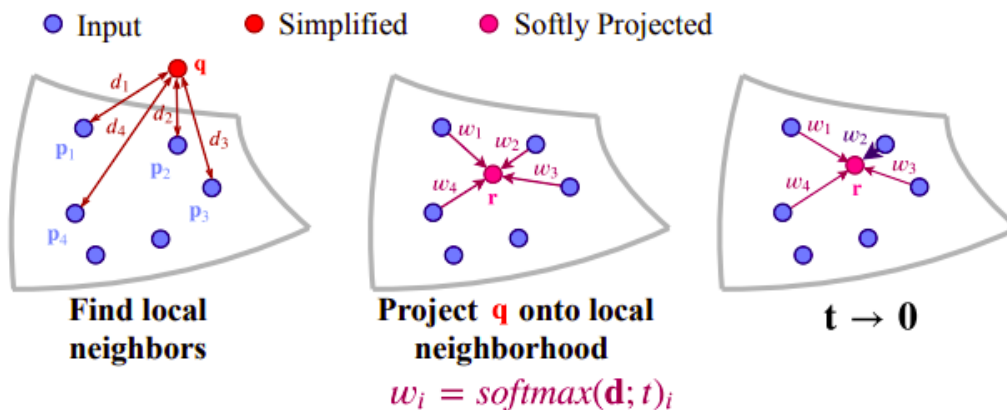 Input Simplified Softly Projected
q
d1 d2 d3 d4
p1 p2 p3 p4
w1 w2 w3 w4
r
w1 w2 w3 w4
r
Find local
neighbors
Project q onto local
neighborhood
t → 0
wi = softmax(d; t)i